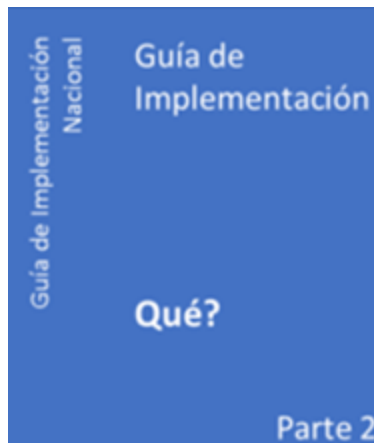 Guía de Implementación
Nacional
Guía de
Implementación
Qué?
Parte 2